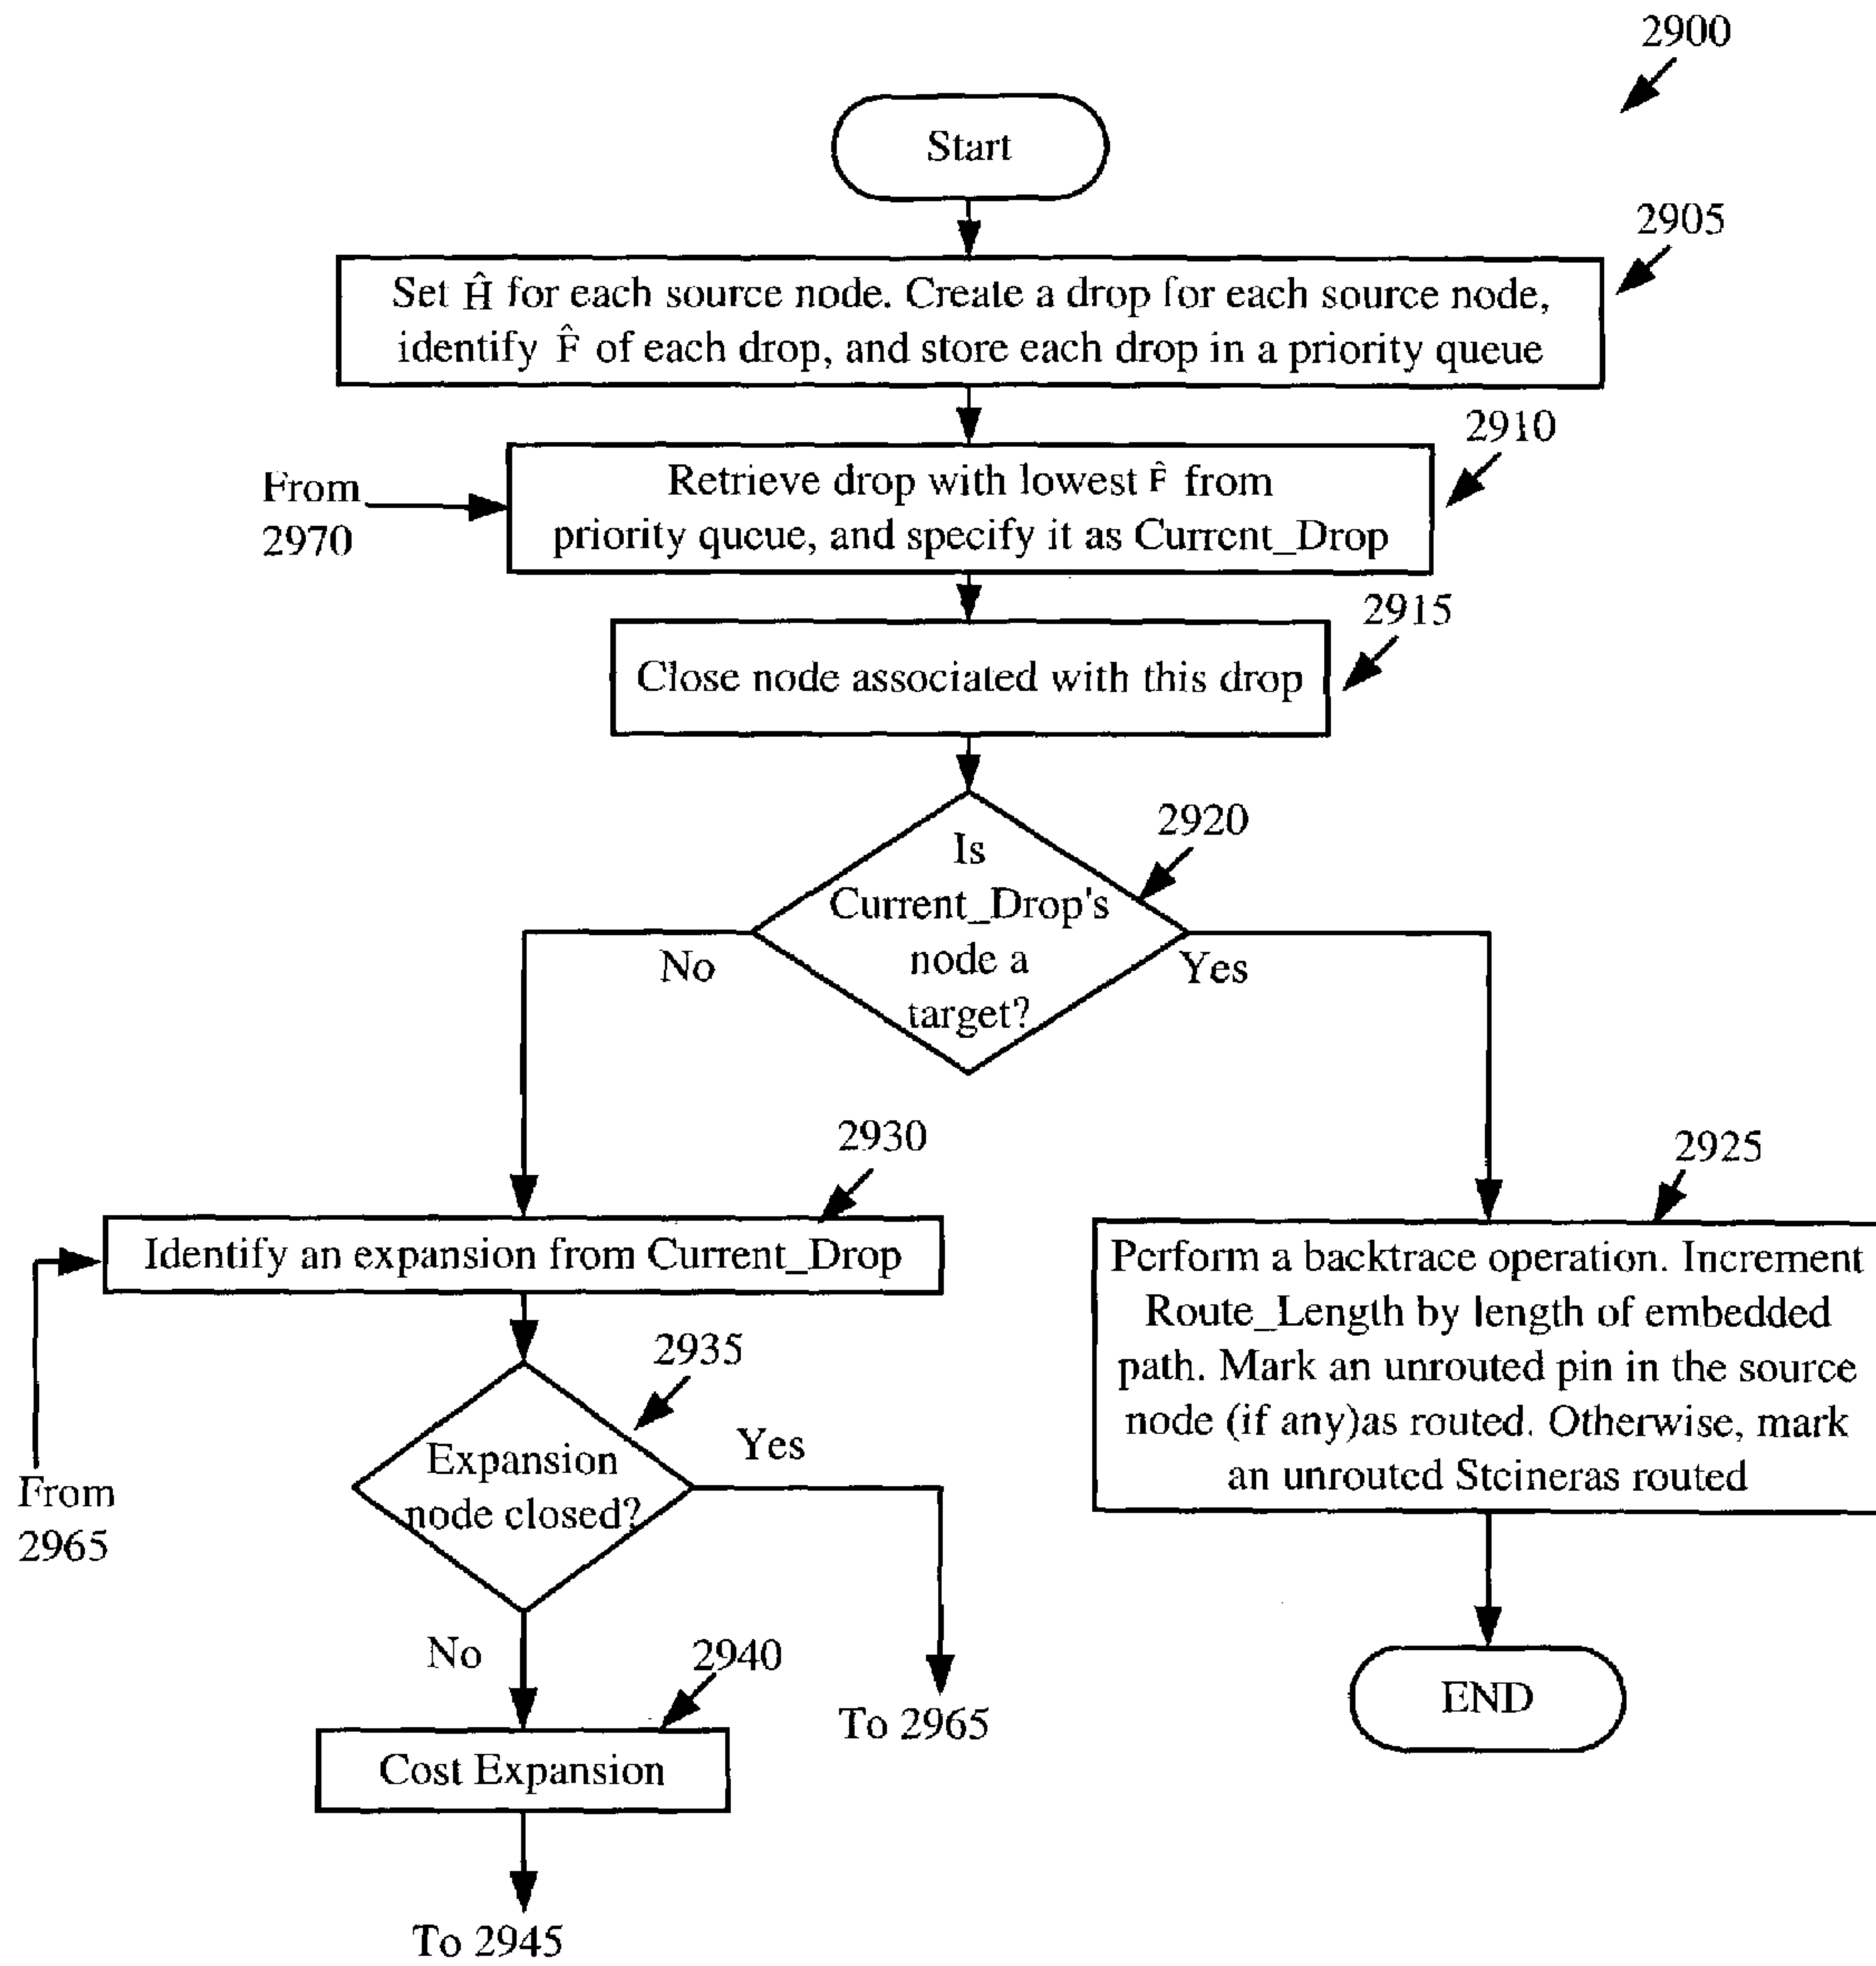 2900
Start
2905
Set Ĥ for each source node. Create a drop for each source node,
identify F̂ of each drop, and store each drop in a priority queue
2910
From
2970
Retrieve drop with lowest F̂ from
priority queue, and specify it as Current_Drop
2915
Close node associated with this drop
2920
Is
Current_Drop's
node a
target?
No
Yes
2930
2925
Identify an expansion from Current_Drop
Perform a backtrace operation. Increment
Route_Length by length of embedded
path. Mark an unrouted pin in the source
node (if any)as routed. Otherwise, mark
an unrouted Steineras routed
2935
Expansion
node closed?
Yes
From
2965
No
2940
To 2965
END
Cost Expansion
To 2945